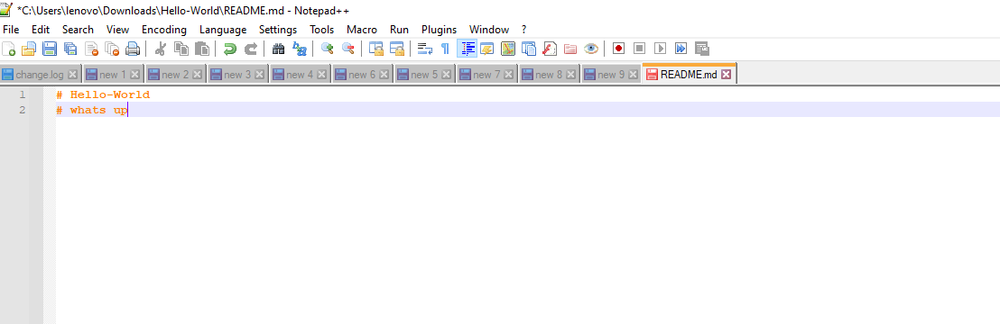 *C:\Users\lenovo\Downloads\Hello-World\README.md - Notepad++
File Edit Search View Encoding Language Settings Tools Macro Run Plugins Window ?
change.log new 1 new 2 new 3 new 4 new 6 new 5 new 7 new 8 new 9 README.md
1 # Hello-World
2 # whats up